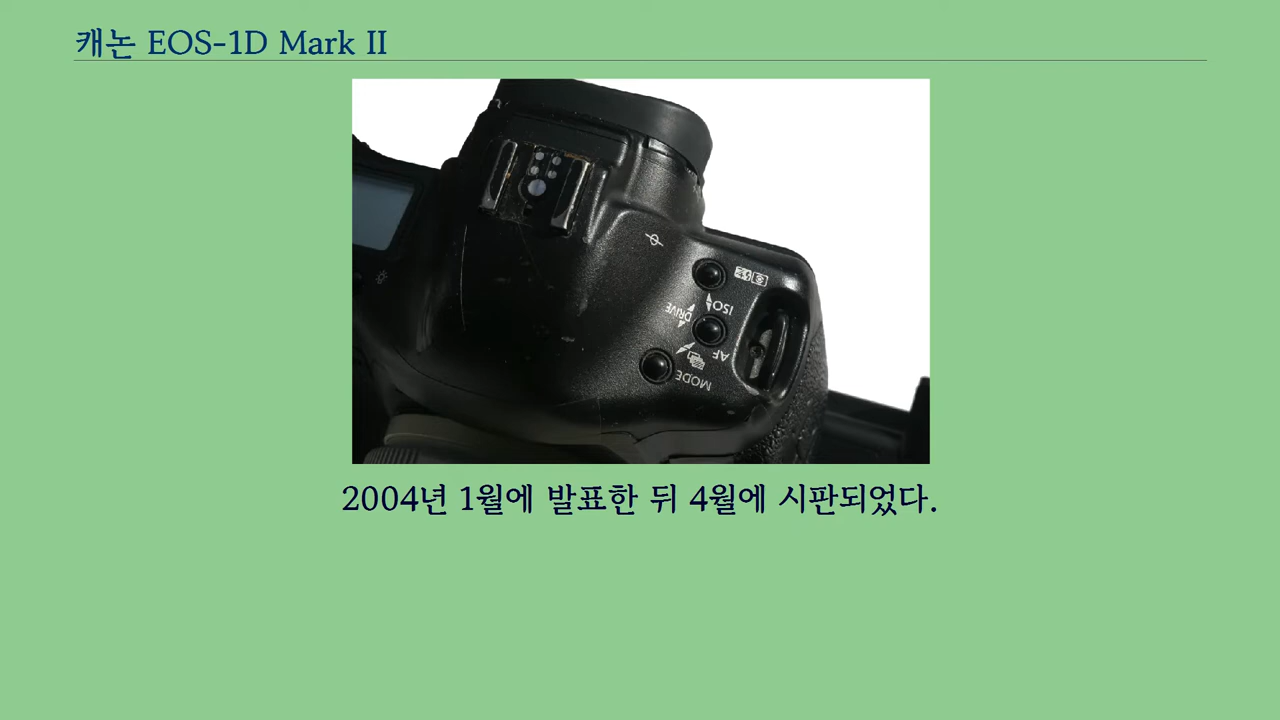 캐논 EOS-1D Mark II
ISO
DRIVE
AF
MODE
2004년 1월에 발표한 뒤 4월에 시판되었다.